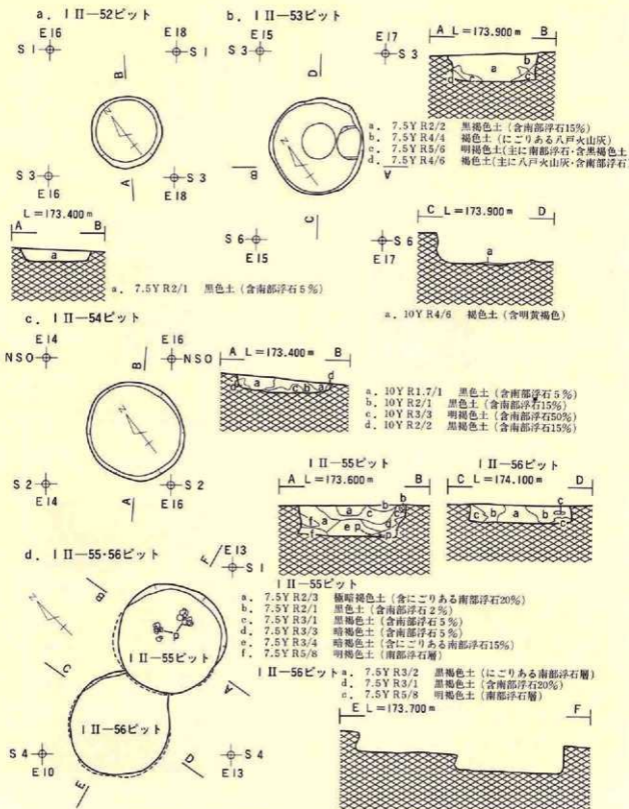 a. I II—52ピット
E16 E18
S1 S1
B
N
A
S3 S3
E16 E18
L=173.400m
A B
a
a. 7.5YR2/1 黒色土(含南部浮石5%)
b. I II—53ピット
E15 E17
S3 S3
D
N
B A
C
S6 S6
E15 E17
A L=173.900m B
a b
a. 7.5YR2/2 黒褐色土(含南部浮石15%)
b. 7.5YR4/4 褐色土(にごりある八戸火山灰)
c. 7.5YR5/6 明褐色土(主に南部浮石・含黒褐色土
d. 7.5YR4/6 褐色土(主に八戸火山灰・含南部浮石)
C L=173.900m D
a
a. 10YR4/6 褐色土(含明黄褐色)
c. I II—54ピット
E14 E16
NS0 NS0
B
N
S2 S2
E14 E16
A
A L=173.400m B
a c b a d
a. 10YR1.7/1 黒色土(含南部浮石5%)
b. 10YR2/1 黒色土(含南部浮石15%)
c. 10YR3/3 明褐色土(含南部浮石50%)
d. 10YR2/2 黒褐色土(含南部浮石15%)
I II—55ピット
A L=173.600m B
a c b b
f a e p d
f p
I II—56ピット
C L=174.100m D
c b a b c c
d. I II—55・56ピット
E13
F S1
B
N
P
I II—55ピット
C A
I II—56ピット
S4 S4
E10 E13
D
E
I II—55ピット
a. 7.5YR2/3 極暗褐色土(含にごりある南部浮石20%)
b. 7.5YR2/1 黒色土(含南部浮石2%)
c. 7.5YR3/1 黒褐色土(含南部浮石5%)
d. 7.5YR3/3 暗褐色土(含南部浮石5%)
e. 7.5YR3/4 暗褐色土(含にごりある南部浮石15%)
f. 7.5YR5/8 明褐色土(南部浮石層)
I II—56ピット a. 7.5YR3/2 黒褐色土(にごりある南部浮石層)
d. 7.5YR3/1 黒褐色土(含南部浮石20%)
c. 7.5YR5/8 明褐色土(南部浮石層)
E L=173.700m F